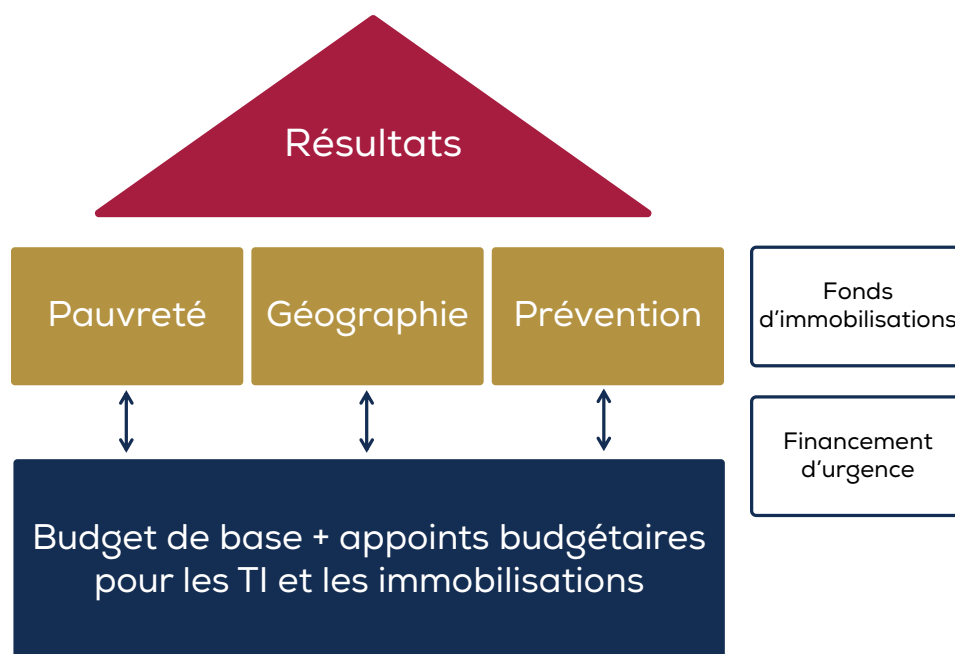 Résultats
Pauvreté
Géographie
Prévention
Fonds
d'immobilisations
Financement
d'urgence
Budget de base + appoints budgétaires
pour les TI et les immobilisations